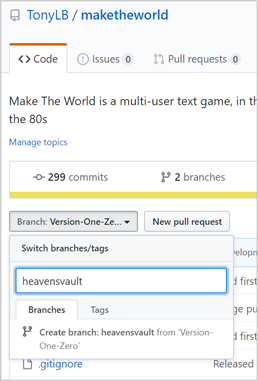 TonyLB / maketheworld
Code
Issues 0
Pull requests 0
Make The World is a multi-user text game, in th
the 80s
Manage topics
299 commits
2 branches
Branch: Version-One-Ze...
New pull request
Switch branches/tags
heavensvault
Branches
Tags
Create branch: heavensvault from 'Version-
One-Zero'
.gitignore
Released